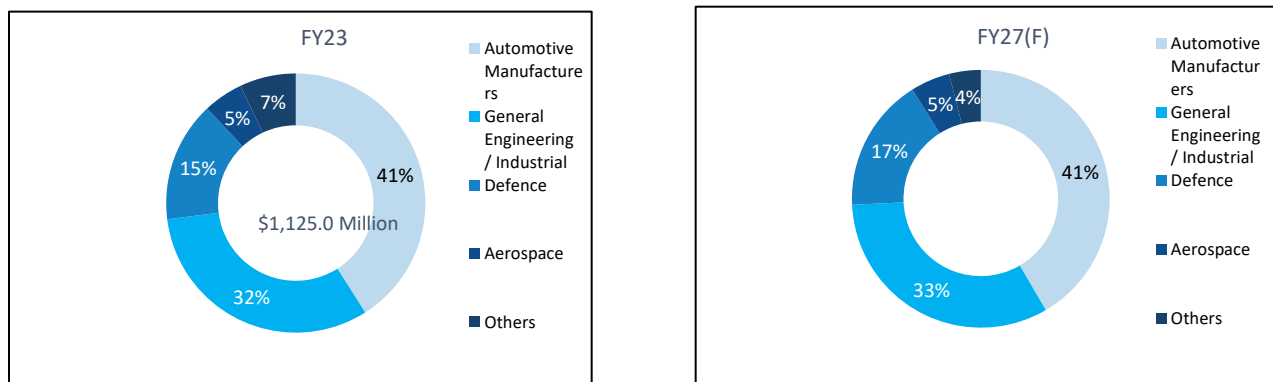 FY23
41%
32%
15%
5%
7%
$1,125.0 Million
Automotive
Manufacture
rs
General
Engineering
/ Industrial
Defence
Aerospace
Others
FY27(F)
41%
33%
17%
5%
4%
Automotive
Manufactur
ers
General
Engineering
/ Industrial
Defence
Aerospace
Others